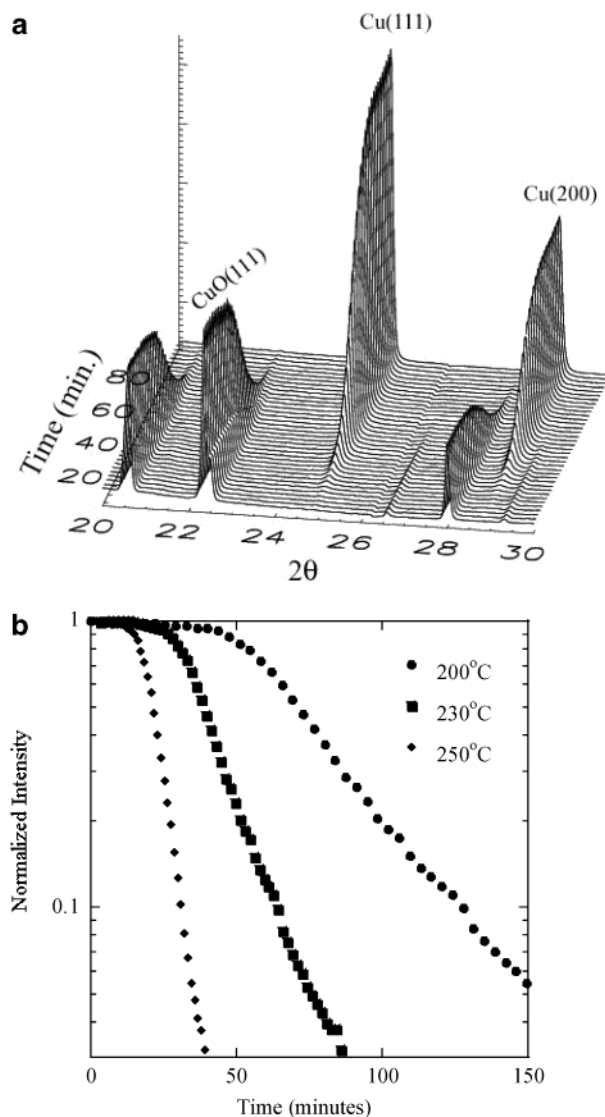 a
Cu(111)
Cu(200)
CuO(111)
Time (min.)
80
60
40
20
20 22 24 26 28 30
2θ
b
1
0.1
Normalized Intensity
200°C
230°C
250°C
0 50 100 150
Time (minutes)